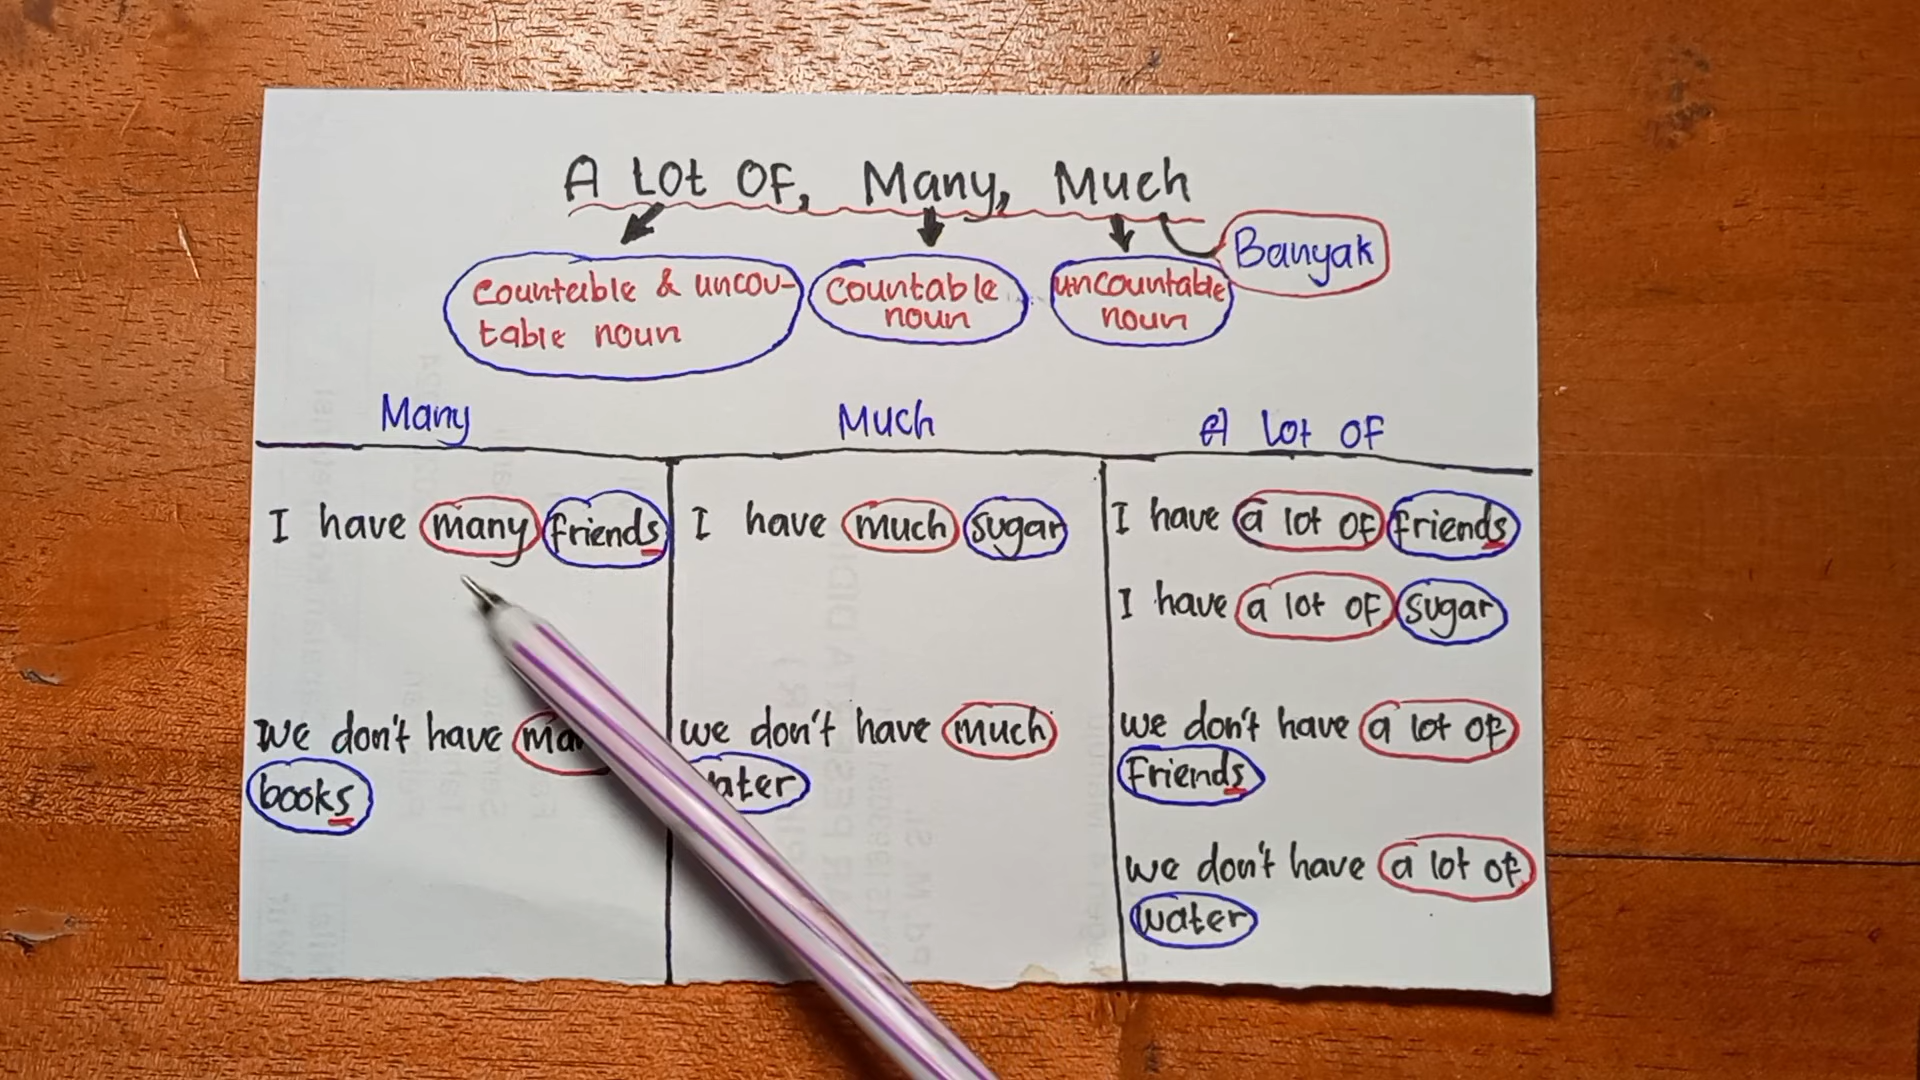 A Lot Of, Many, Much
Banyak
Countable & uncou-
table noun
Countable
noun
uncountable
noun
Many
Much
A lot of
I have many friends
We don't have
books
I have much sugar
we don't have much
I have a lot of friends
I have a lot of sugar
we don't have a lot of
Friends
we don't have a lot of
water